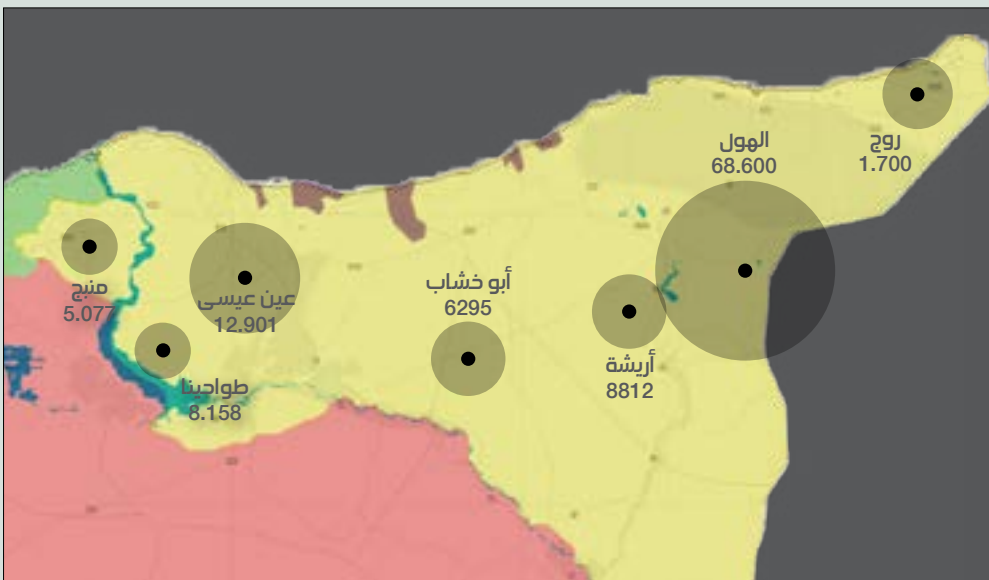 روج
1.700
الهول
68.600
أريشة
8812
أبو خشاب
6295
عين عيسى
12.901
منبج
5.077
طواحينا
8.158